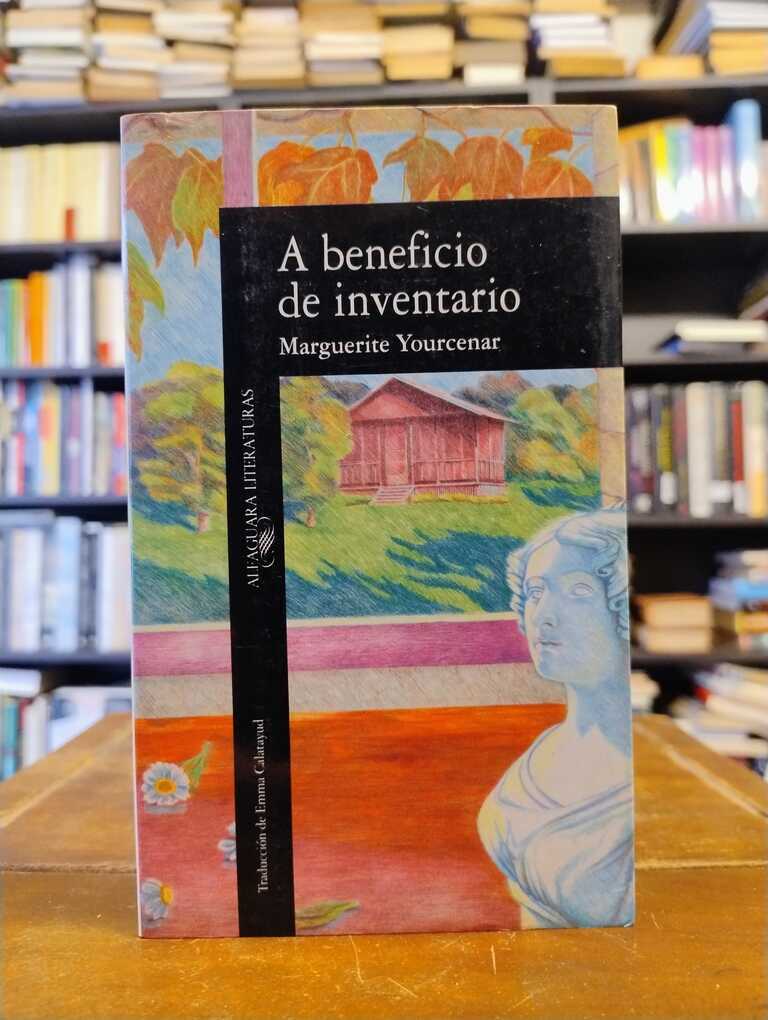 A beneficio
de inventario
Marguerite Yourcenar
ALFAGUARA LITERATURAS
Traducción de Emma Calatayud